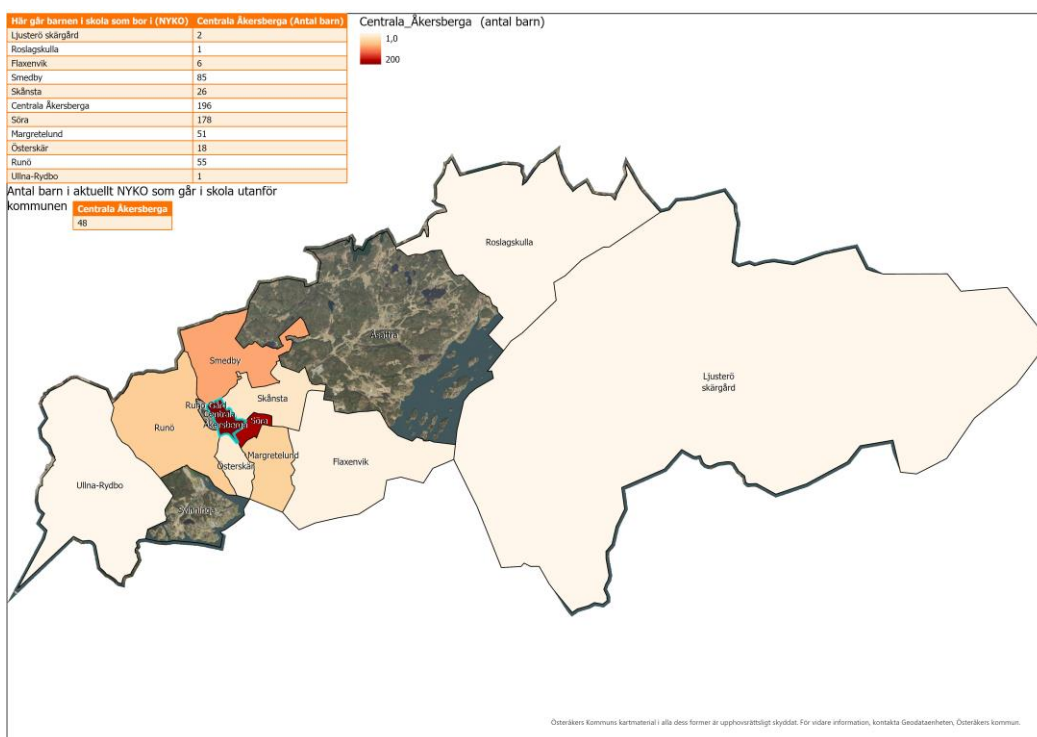 Här går barnen i skola som bor i (NYKO) Centrala Åkersberga (Antal barn)
Ljusterö skärgård 2
Roslagskulla 1
Flaxenvik 6
Smedby 85
Skånsta 26
Centrala Åkersberga 196
Söra 178
Margretelund 51
Österskär 18
Runö 55
Ullna-Rydbo 1
Antal barn i aktuellt NYKO som går i skola utanför
kommunen
Centrala Åkersberga
48
Centrala_Åkersberga (antal barn)
1,0
200
Roslagskulla
Åsättra
Smedby
Ljusterö
skärgård
Skånsta
Runö Gård
Centrala
Åkersberga
Söra
Runö
Margretelund
Österskär
Flaxenvik
Ullna-Rydbo
Svinninge
Österåkers Kommuns kartmaterial i alla dess former är upphovsrättsligt skyddat. För vidare information, kontakta Geodataenheten, Österåkers kommun.